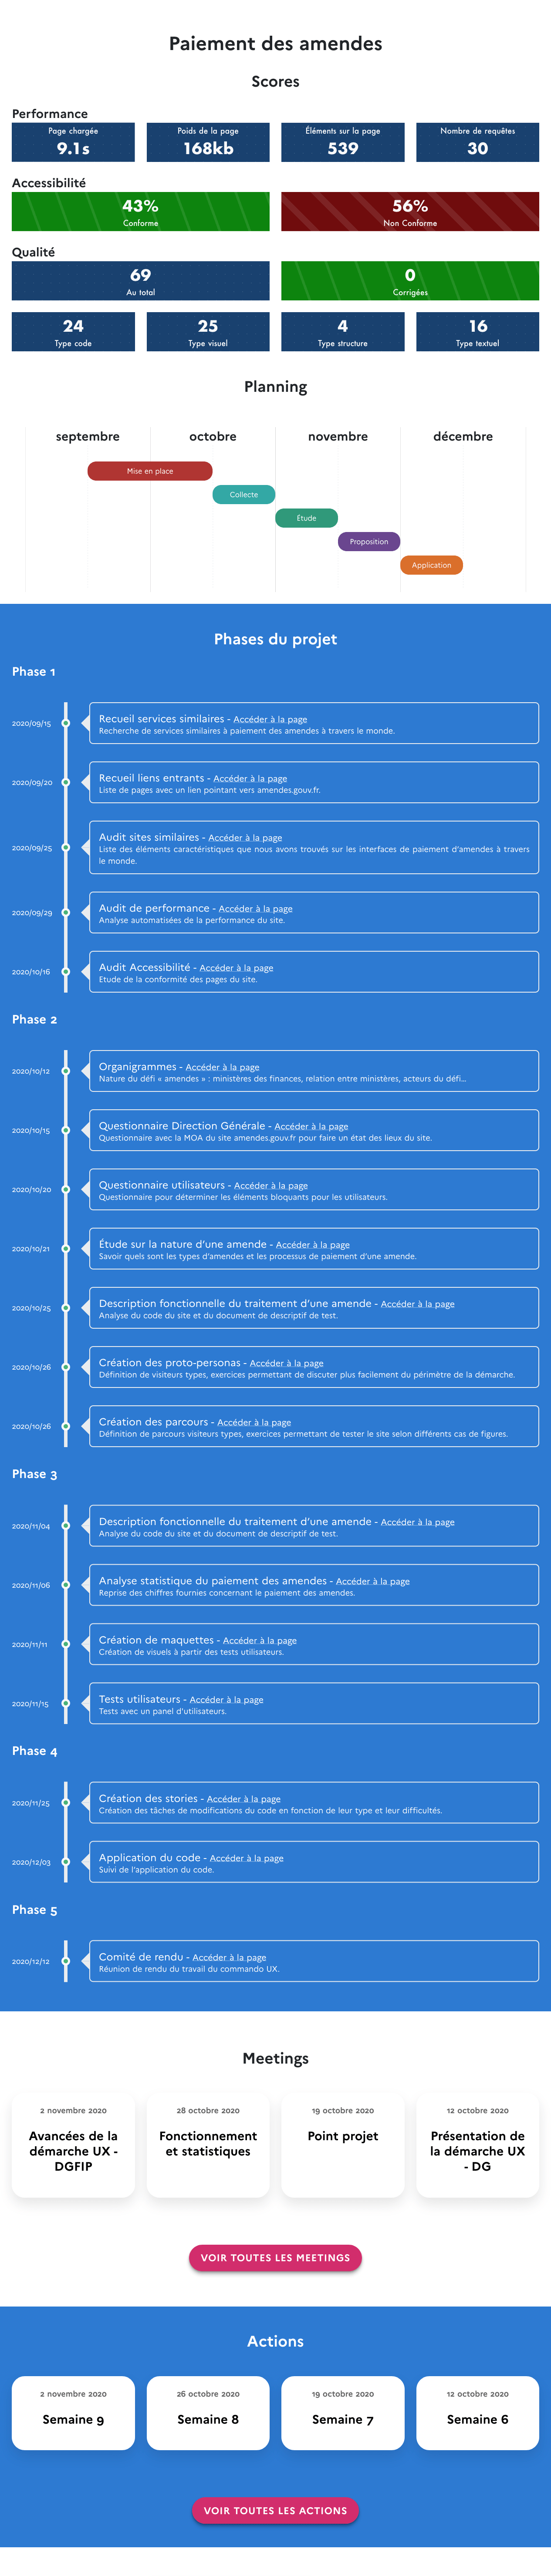 Paiement des amendes
Scores
Performance
Page chargée
9.1s
Poids de la page
168kb
Éléments sur la page
539
Nombre de requêtes
30
Accessibilité
43%
Conforme
56%
Non Conforme
Qualité
69
Au total
0
Corrigées
24
Type code
25
Type visuel
4
Type structure
16
Type textuel
Planning
septembre
octobre
novembre
décembre
Mise en place
Collecte
Étude
Proposition
Application
Phases du projet
Phase 1
2020/09/15
Recueil services similaires - Accéder à la page
Recherche de services similaires à paiement des amendes à travers le monde.
2020/09/20
Recueil liens entrants - Accéder à la page
Liste de pages avec un lien pointant vers amendes.gouv.fr.
2020/09/25
Audit sites similaires - Accéder à la page
Liste des éléments caractéristiques que nous avons trouvés sur les interfaces de paiement d'amendes à travers
le monde.
2020/09/29
Audit de performance - Accéder à la page
Analyse automatisées de la performance du site.
2020/10/16
Audit Accessibilité - Accéder à la page
Etude de la conformité des pages du site.
Phase 2
2020/10/12
Organigrammes - Accéder à la page
Nature du défi « amendes » : ministères des finances, relation entre ministères, acteurs du défi...
2020/10/15
Questionnaire Direction Générale - Accéder à la page
Questionnaire avec la MOA du site amendes.gouv.fr pour faire un état des lieux du site.
2020/10/20
Questionnaire utilisateurs - Accéder à la page
Questionnaire pour déterminer les éléments bloquants pour les utilisateurs.
2020/10/21
Étude sur la nature d'une amende - Accéder à la page
Savoir quels sont les types d'amendes et les processus de paiement d'une amende.
2020/10/25
Description fonctionnelle du traitement d'une amende - Accéder à la page
Analyse du code du site et du document de descriptif de test.
2020/10/26
Création des proto-personas - Accéder à la page
Définition de visiteurs types, exercices permettant de discuter plus facilement du périmètre de la démarche.
2020/10/26
Création des parcours - Accéder à la page
Définition de parcours visiteurs types, exercices permettant de tester le site selon différents cas de figures.
Phase 3
2020/11/04
Description fonctionnelle du traitement d'une amende - Accéder à la page
Analyse du code du site et du document de descriptif de test.
2020/11/06
Analyse statistique du paiement des amendes - Accéder à la page
Reprise des chiffres fournies concernant le paiement des amendes.
2020/11/11
Création de maquettes - Accéder à la page
Création de visuels à partir des tests utilisateurs.
2020/11/15
Tests utilisateurs - Accéder à la page
Tests avec un panel d'utilisateurs.
Phase 4
2020/11/25
Création des stories - Accéder à la page
Création des tâches de modifications du code en fonction de leur type et leur difficultés.
2020/12/03
Application du code - Accéder à la page
Suivi de l'application du code.
Phase 5
2020/12/12
Comité de rendu - Accéder à la page
Réunion de rendu du travail du commando UX.
Meetings
2 novembre 2020
Avancées de la
démarche UX -
DGFIP
28 octobre 2020
Fonctionnement
et statistiques
19 octobre 2020
Point projet
12 octobre 2020
Présentation de
la démarche UX
- DG
VOIR TOUTES LES MEETINGS
Actions
2 novembre 2020
Semaine 9
26 octobre 2020
Semaine 8
19 octobre 2020
Semaine 7
12 octobre 2020
Semaine 6
VOIR TOUTES LES ACTIONS